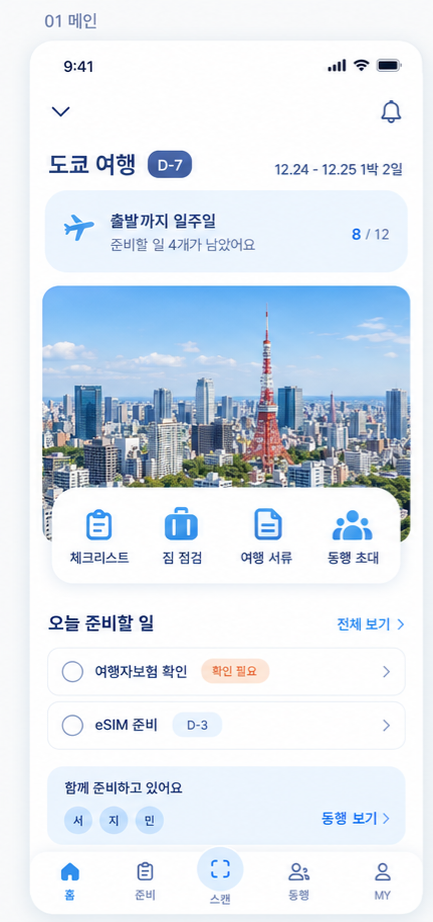 01 메인
9:41
도쿄 여행 D-7
12.24 - 12.25 1박 2일
출발까지 일주일
준비할 일 4개가 남았어요
8 / 12
체크리스트 짐 점검 여행 서류 동행 초대
오늘 준비할 일 전체 보기
여행자보험 확인 확인 필요
eSIM 준비 D-3
함께 준비하고 있어요
서 지 민 동행 보기
홈 준비 스캔 동행 MY